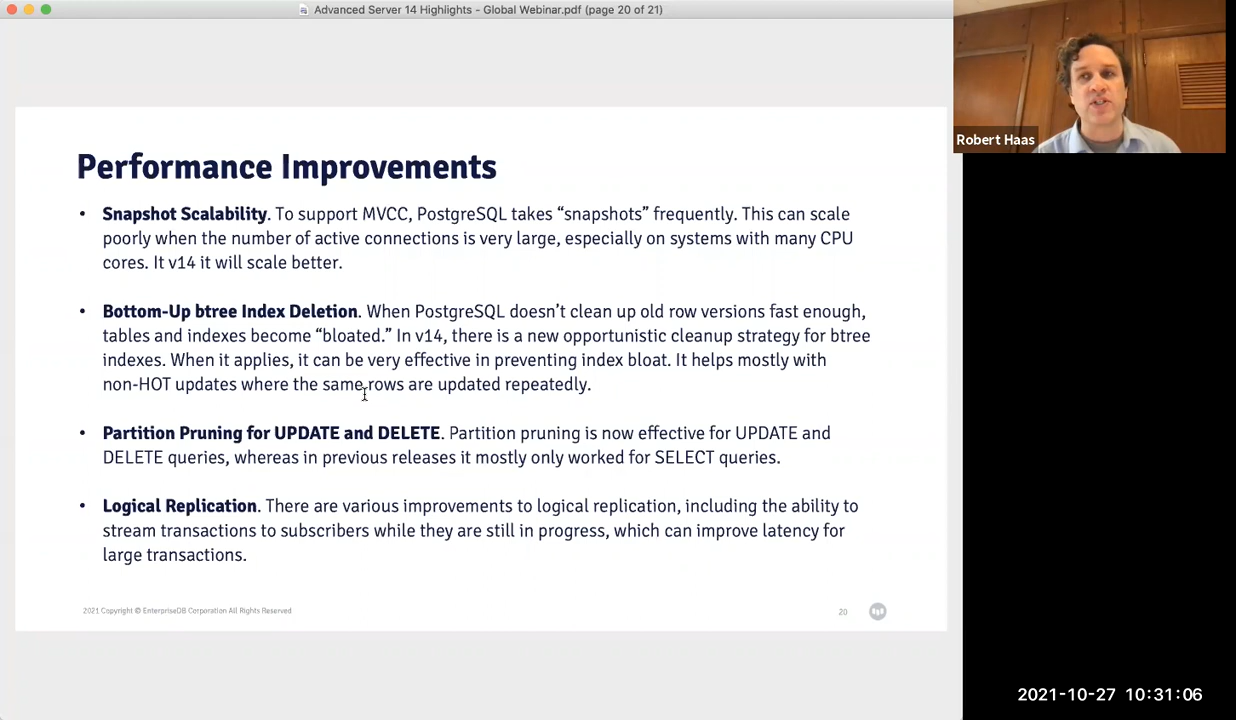 Advanced Server 14 Highlights - Global Webinar.pdf (page 20 of 21)
Robert Haas
Performance Improvements
• Snapshot Scalability. To support MVCC, PostgreSQL takes “snapshots” frequently. This can scale
poorly when the number of active connections is very large, especially on systems with many CPU
cores. It v14 it will scale better.
• Bottom-Up btree Index Deletion. When PostgreSQL doesn’t clean up old row versions fast enough,
tables and indexes become “bloated.” In v14, there is a new opportunistic cleanup strategy for btree
indexes. When it applies, it can be very effective in preventing index bloat. It helps mostly with
non-HOT updates where the same rows are updated repeatedly.
• Partition Pruning for UPDATE and DELETE. Partition pruning is now effective for UPDATE and
DELETE queries, whereas in previous releases it mostly only worked for SELECT queries.
• Logical Replication. There are various improvements to logical replication, including the ability to
stream transactions to subscribers while they are still in progress, which can improve latency for
large transactions.
2021 Copyright © EnterpriseDB Corporation All Rights Reserved
20
2021-10-27 10:31:06